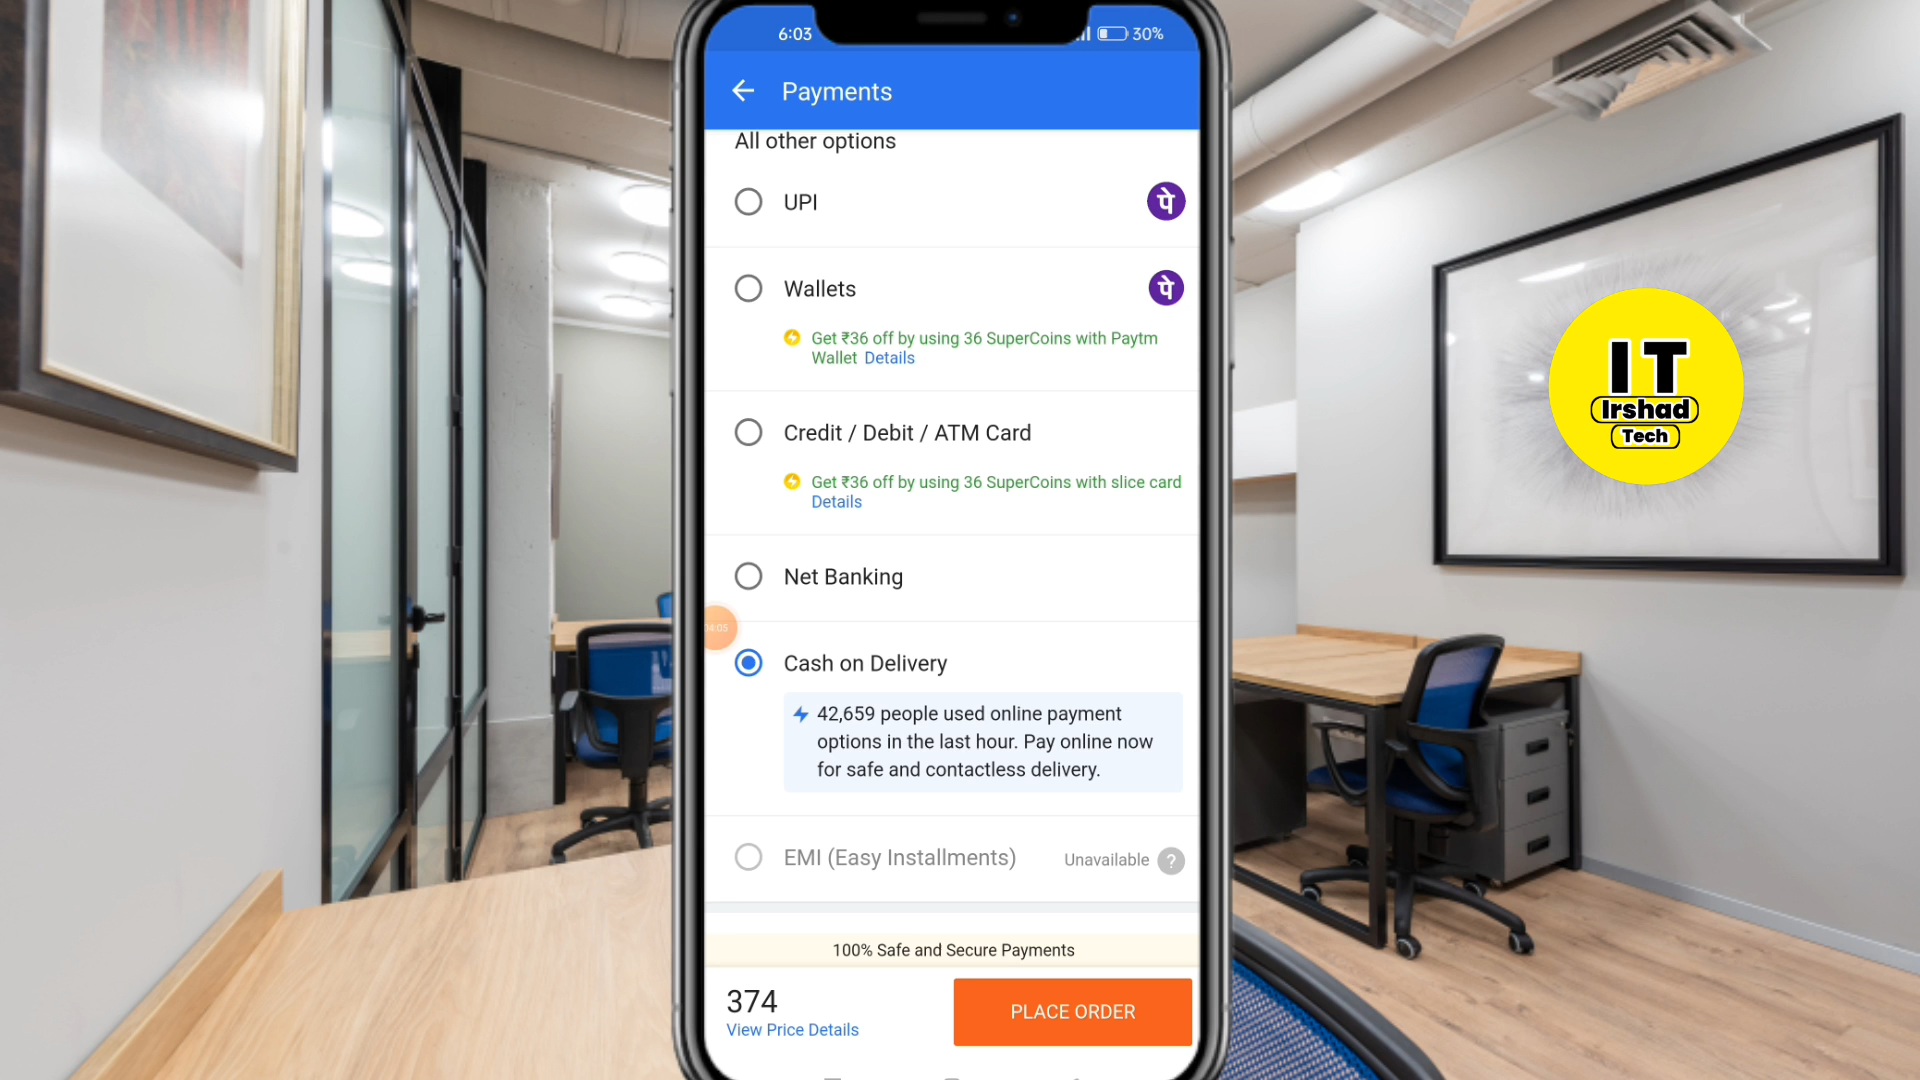 6:03
30%
Payments
All other options
UPI
पे
Wallets
पे
Get ₹36 off by using 36 SuperCoins with Paytm
Wallet Details
Credit / Debit / ATM Card
Get ₹36 off by using 36 SuperCoins with slice card
Details
Net Banking
04:05
Cash on Delivery
42,659 people used online payment
options in the last hour. Pay online now
for safe and contactless delivery.
EMI (Easy Installments)
Unavailable ?
100% Safe and Secure Payments
374
View Price Details
PLACE ORDER
IT
Irshad
Tech